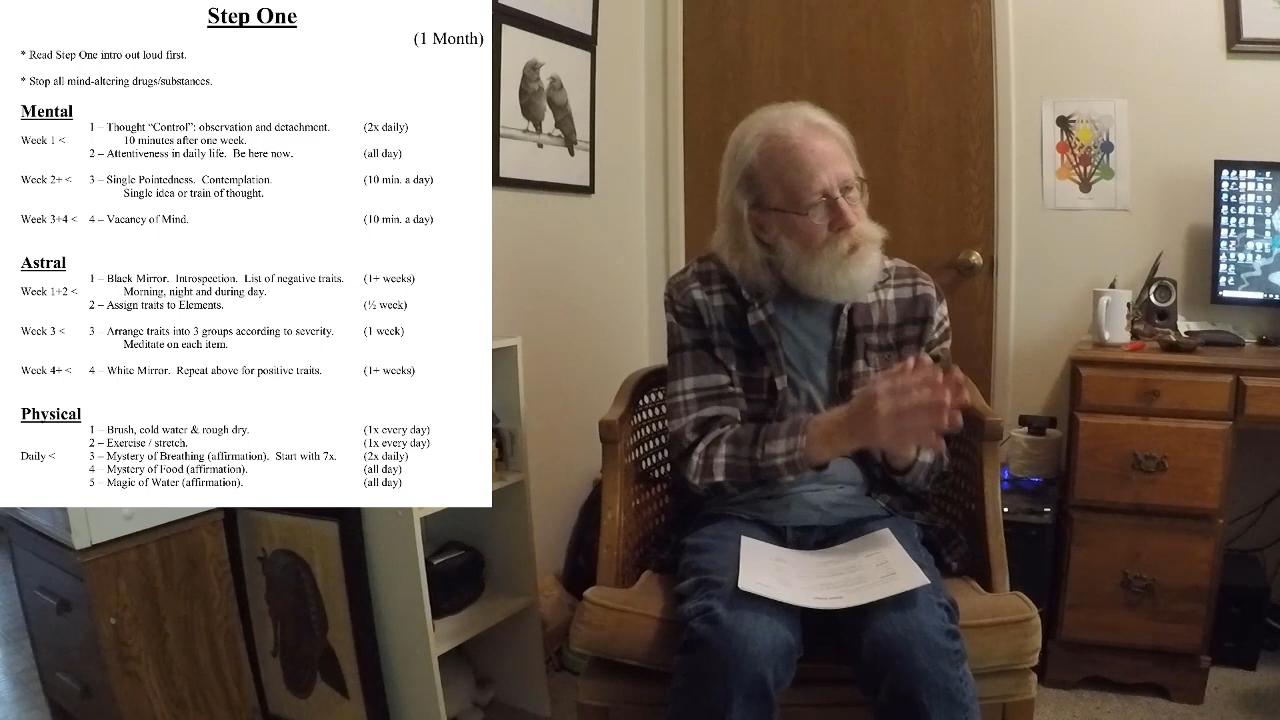 Step One
(1 Month)
* Read Step One intro out loud first.
* Stop all mind-altering drugs/substances.
Mental
1 – Thought “Control”: observation and detachment. (2x daily)
Week 1 < 10 minutes after one week.
2 – Attentiveness in daily life. Be here now. (all day)
Week 2+ < 3 – Single Pointedness. Contemplation. (10 min. a day)
Single idea or train of thought.
Week 3+4 < 4 – Vacancy of Mind. (10 min. a day)
Astral
1 – Black Mirror. Introspection. List of negative traits. (1+ weeks)
Week 1+2 < Morning, night and during day.
2 – Assign traits to Elements. (½ week)
Week 3 < 3 – Arrange traits into 3 groups according to severity. (1 week)
Meditate on each item.
Week 4+ < 4 – White Mirror. Repeat above for positive traits. (1+ weeks)
Physical
1 – Brush, cold water & rough dry. (1x every day)
2 – Exercise / stretch. (1x every day)
Daily < 3 – Mystery of Breathing (affirmation). Start with 7x. (2x daily)
4 – Mystery of Food (affirmation). (all day)
5 – Magic of Water (affirmation). (all day)